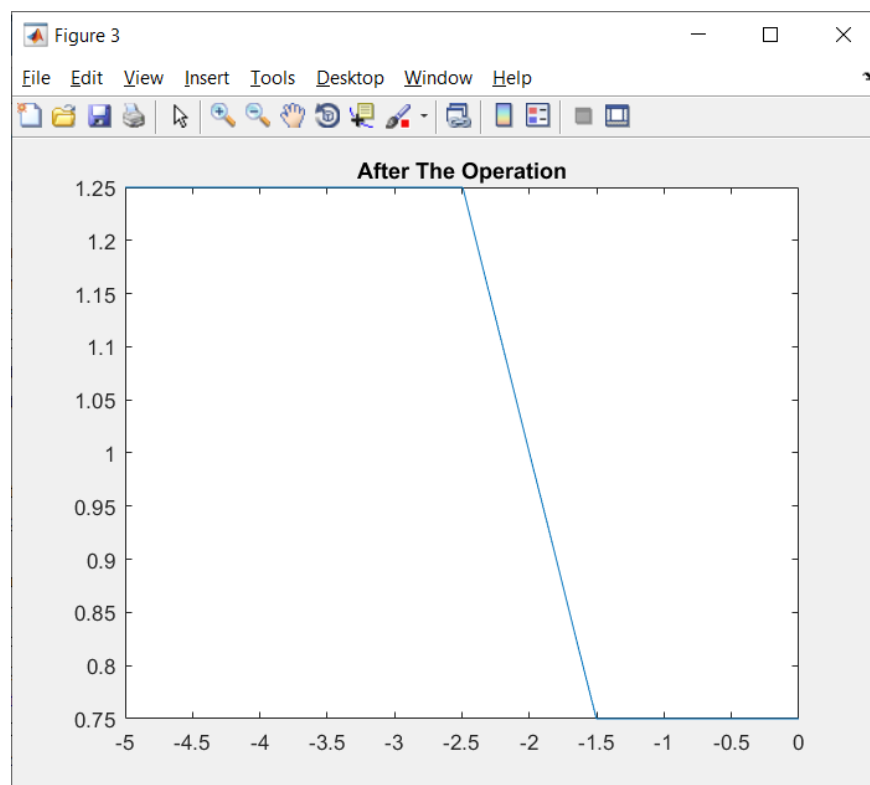 Figure 3
File Edit View Insert Tools Desktop Window Help
After The Operation
1.25
1.2
1.15
1.1
1.05
1
0.95
0.9
0.85
0.8
0.75
-5 -4.5 -4 -3.5 -3 -2.5 -2 -1.5 -1 -0.5 0